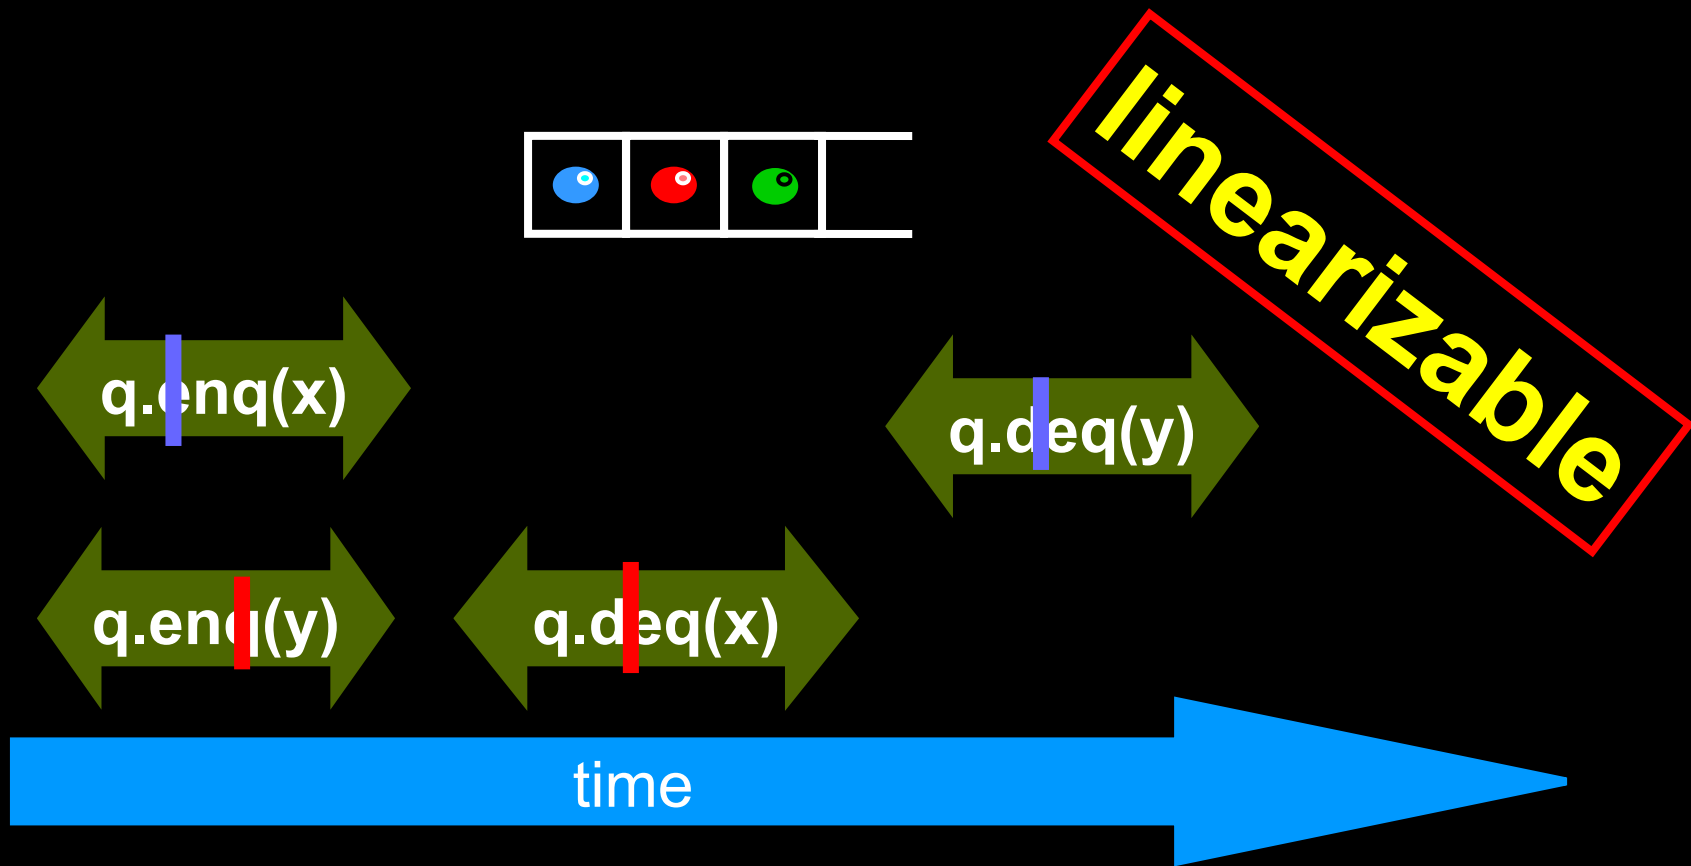 linearizable
q.enq(x)
q.deq(y)
q.enq(y)
q.deq(x)
time